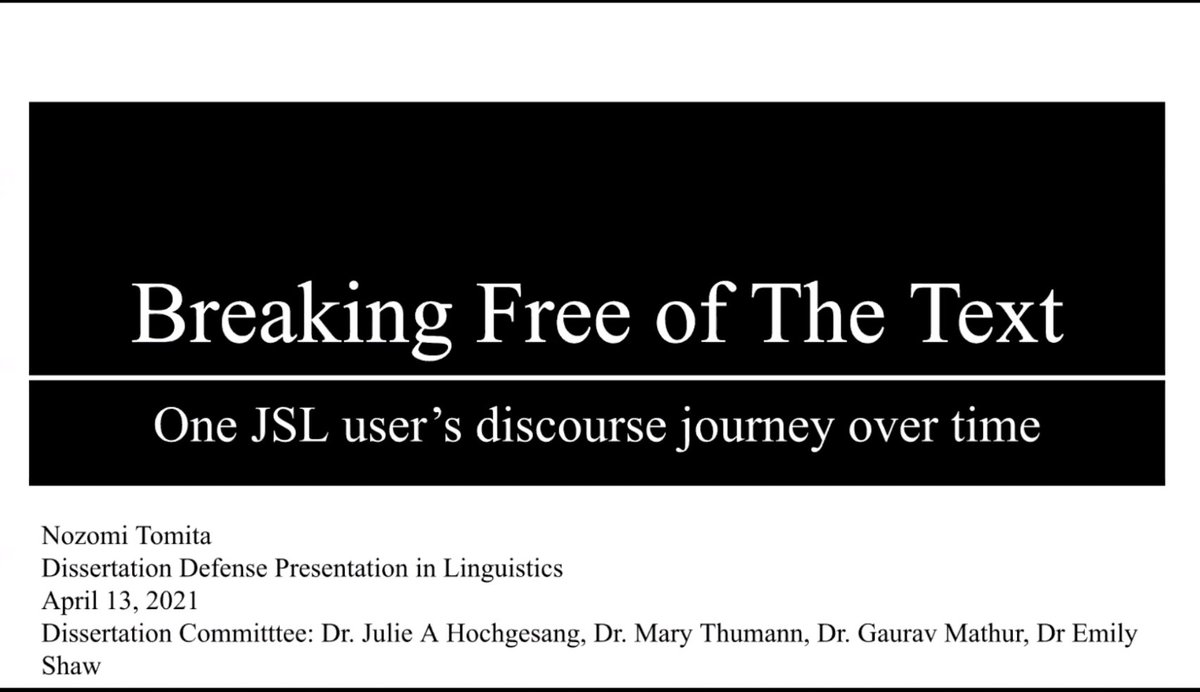 Breaking Free of The Text
One JSL user’s discourse journey over time
Nozomi Tomita
Dissertation Defense Presentation in Linguistics
April 13, 2021
Dissertation Committtee: Dr. Julie A Hochgesang, Dr. Mary Thumann, Dr. Gaurav Mathur, Dr Emily
Shaw